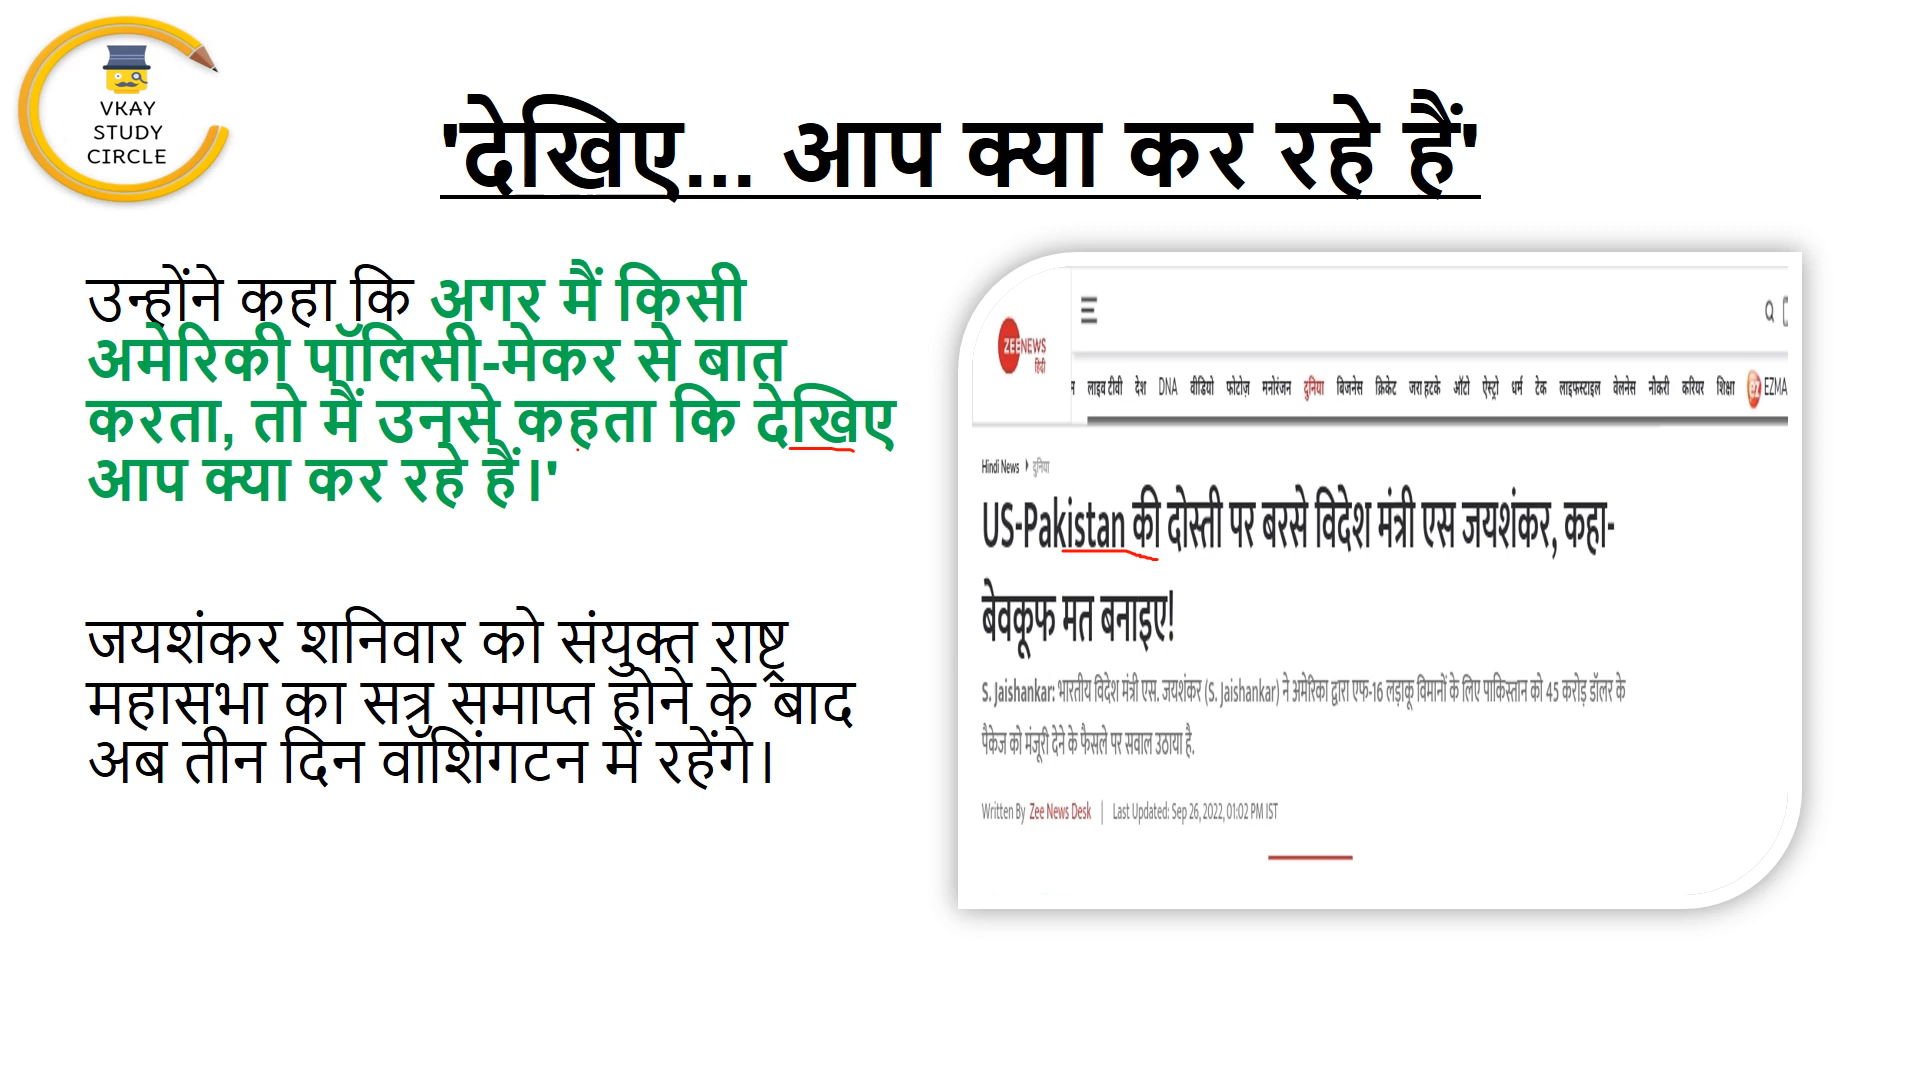 VKAY
STUDY
CIRCLE
'देखिए... आप क्या कर रहे हैं'
उन्होंने कहा कि अगर मैं किसी
अमेरिकी पॉलिसी-मेकर से बात
करता, तो मैं उनसे कहता कि देखिए
आप क्या कर रहे हैं।'
जयशंकर शनिवार को संयुक्त राष्ट्र
महासभा का सत्र समाप्त होने के बाद
अब तीन दिन वॉशिंगटन में रहेंगे।
ZEENEWS
हिंदी
लाइव टीवी देश DNA वीडियो फोटोज़ मनोरंजन दुनिया बिजनेस क्रिकेट जरा हटके ऑटो ऐस्ट्रो धर्म टेक लाइफस्टाइल वेलनेस नौकरी करियर शिक्षा EZMA
Hindi News दुनिया
US-Pakistan की दोस्ती पर बरसे विदेश मंत्री एस जयशंकर, कहा-
बेवकूफ मत बनाइए!
S. Jaishankar: भारतीय विदेश मंत्री एस. जयशंकर (S. Jaishankar) ने अमेरिका द्वारा एफ-16 लड़ाकू विमानों के लिए पाकिस्तान को 45 करोड़ डॉलर के
पैकेज को मंजूरी देने के फैसले पर सवाल उठाया है.
Written By Zee News Desk | Last Updated: Sep 26, 2022, 01:02 PM IST